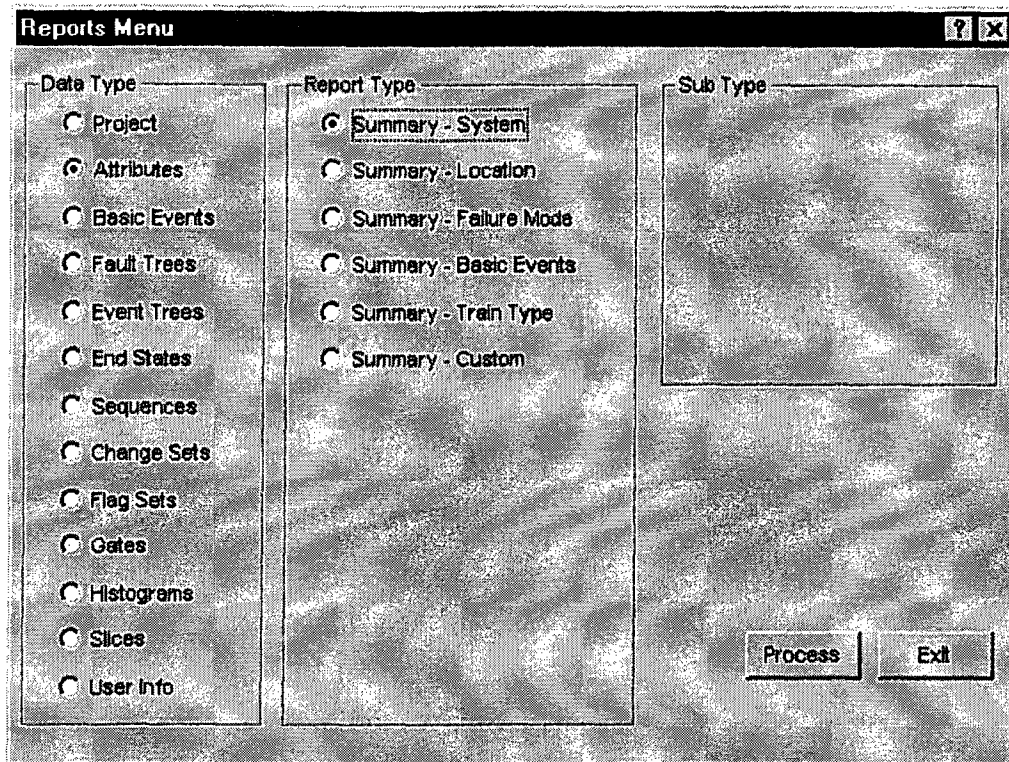 Reports Menu
Data Type
Project
Attributes
Basic Events
Fault Trees
Event Trees
End States
Sequences
Change Sets
Flag Sets
Gates
Histograms
Slices
User Info
Report Type
Summary - System
Summary - Location
Summary - Failure Mode
Summary - Basic Events
Summary - Train Type
Summary - Custom
Sub Type
Process
Exit